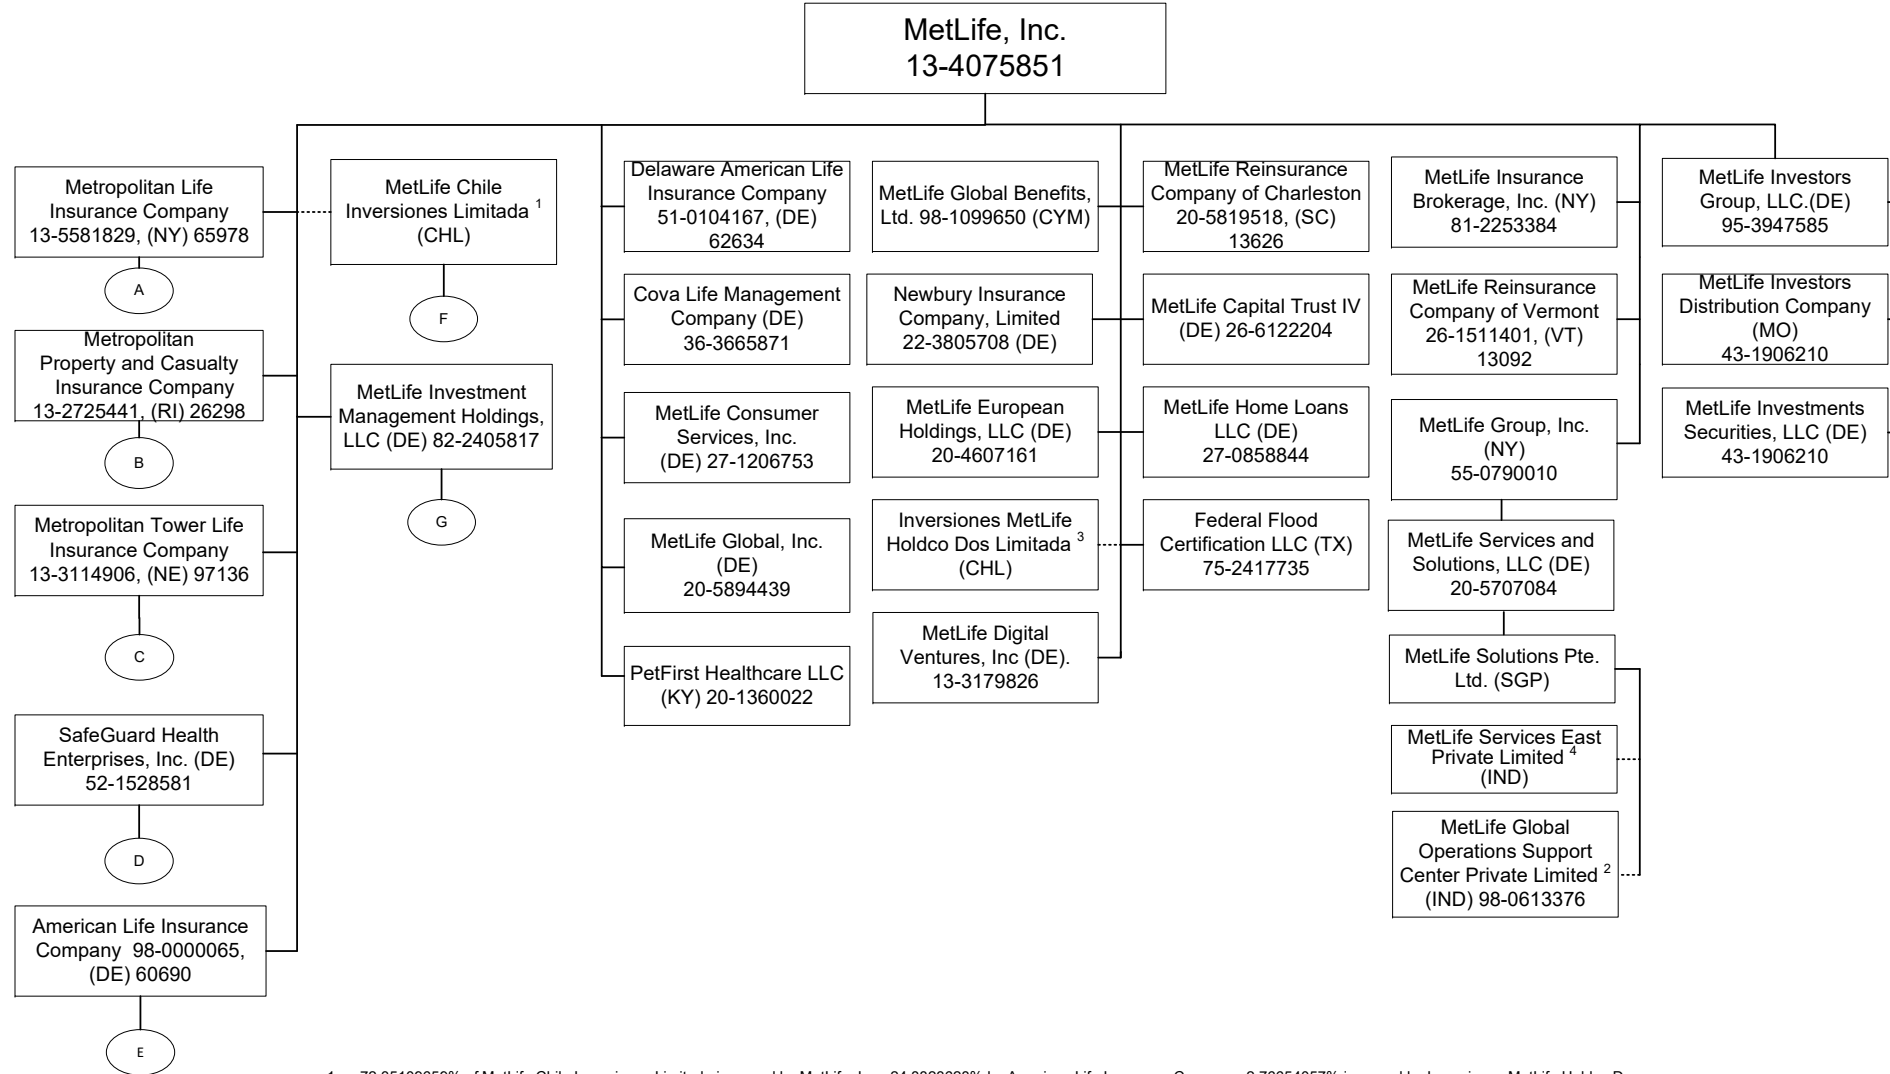 MetLife, Inc.
13-4075851
Metropolitan Life
Insurance Company
13-5581829, (NY) 65978
A
Metropolitan
Property and Casualty
Insurance Company
13-2725441, (RI) 26298
B
Metropolitan Tower Life
Insurance Company
13-3114906, (NE) 97136
C
SafeGuard Health
Enterprises, Inc. (DE)
52-1528581
D
American Life Insurance
Company 98-0000065,
(DE) 60690
E
MetLife Chile
Inversiones Limitada 1
(CHL)
F
MetLife Investment
Management Holdings,
LLC (DE) 82-2405817
G
Delaware American Life
Insurance Company
51-0104167, (DE)
62634
Cova Life Management
Company (DE)
36-3665871
MetLife Consumer
Services, Inc.
(DE) 27-1206753
MetLife Global, Inc.
(DE)
20-5894439
PetFirst Healthcare LLC
(KY) 20-1360022
MetLife Global Benefits,
Ltd. 98-1099650 (CYM)
Newbury Insurance
Company, Limited
22-3805708 (DE)
MetLife European
Holdings, LLC (DE)
20-4607161
Inversiones MetLife
Holdco Dos Limitada 3
(CHL)
MetLife Digital
Ventures, Inc (DE).
13-3179826
MetLife Reinsurance
Company of Charleston
20-5819518, (SC)
13626
MetLife Capital Trust IV
(DE) 26-6122204
MetLife Home Loans
LLC (DE)
27-0858844
Federal Flood
Certification LLC (TX)
75-2417735
MetLife Insurance
Brokerage, Inc. (NY)
81-2253384
MetLife Reinsurance
Company of Vermont
26-1511401, (VT)
13092
MetLife Group, Inc.
(NY)
55-0790010
MetLife Services and
Solutions, LLC (DE)
20-5707084
MetLife Solutions Pte.
Ltd. (SGP)
MetLife Services East
Private Limited 4
(IND)
MetLife Global
Operations Support
Center Private Limited 2
(IND) 98-0613376
MetLife Investors
Group, LLC.(DE)
95-3947585
MetLife Investors
Distribution Company
(MO)
43-1906210
MetLife Investments
Securities, LLC (DE)
43-1906210